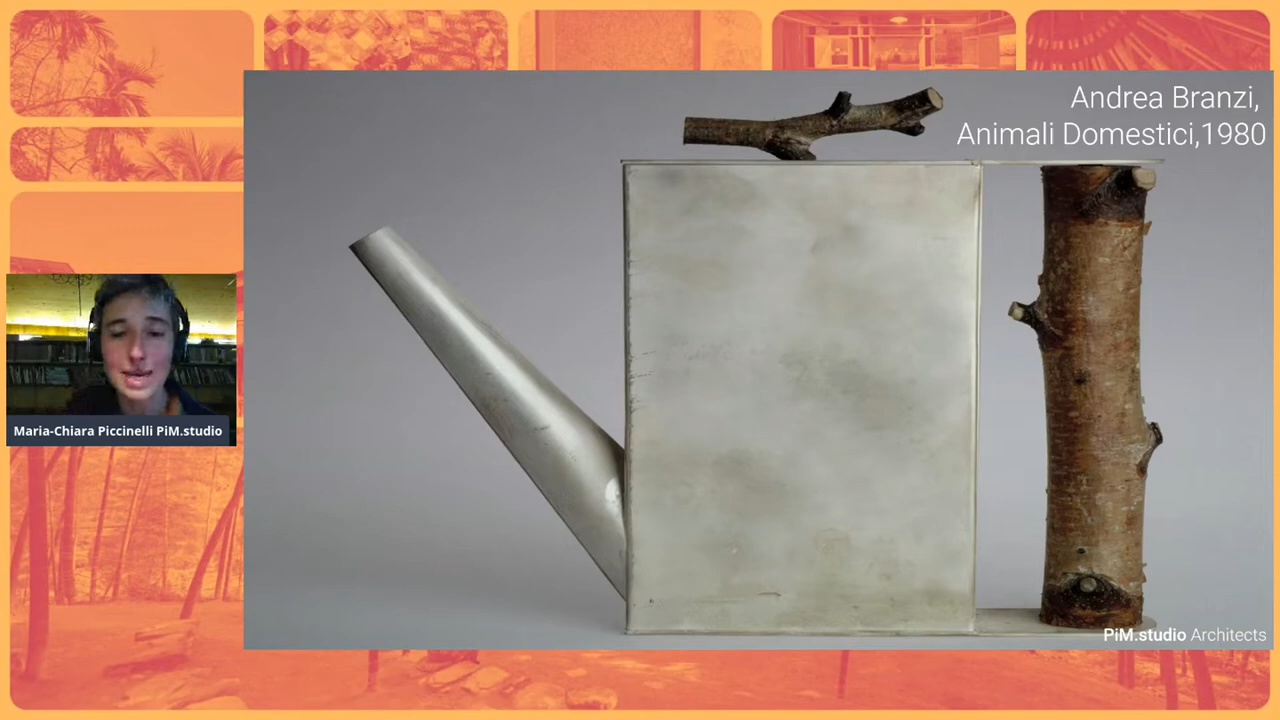 Andrea Branzi,
Animali Domestici,1980
Maria-Chiara Piccinelli PiM.studio
PiM.studio Architects